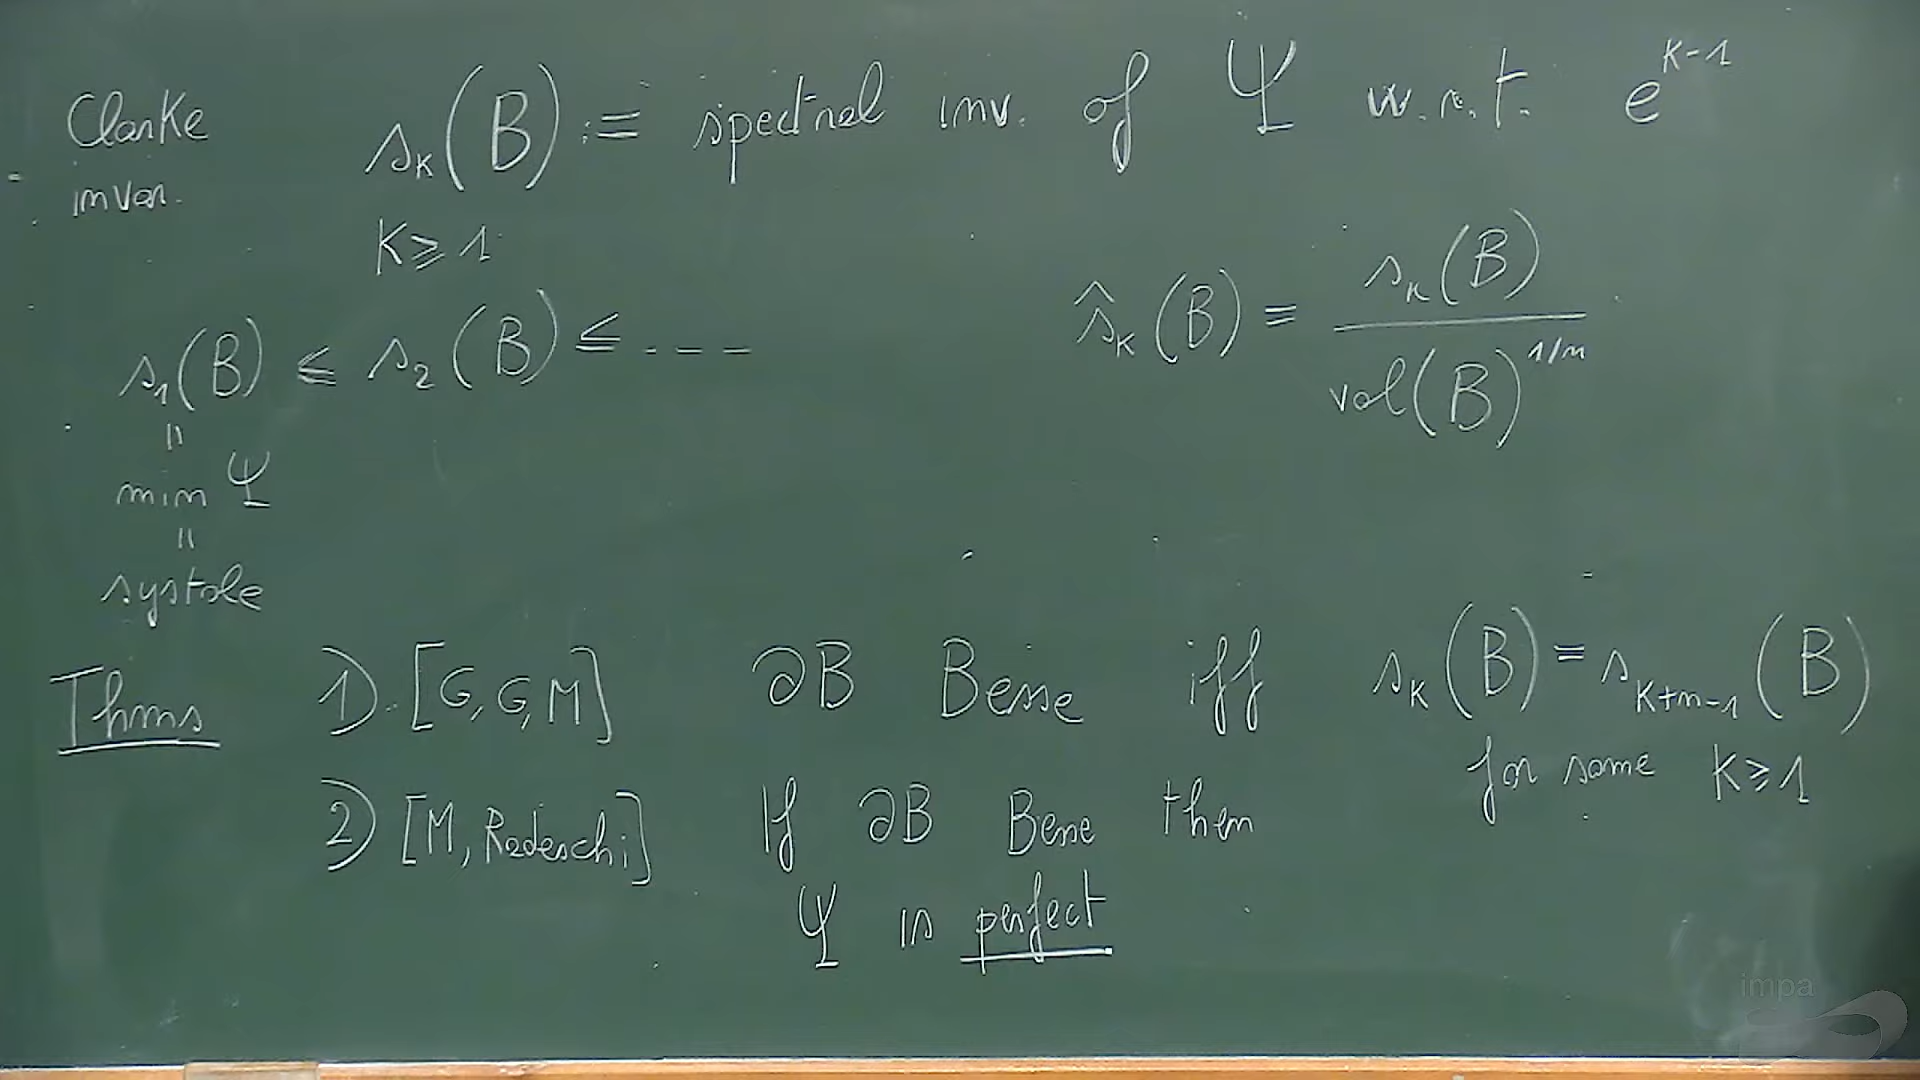 Clarke
invar.
s_k(B) := spectral inv. of Ψ w.r.t. e^{k-1}
k ≥ 1
s_1(B) ≤ s_2(B) ≤ ----
"
min Ψ
"
systole
ŝ_k(B) = s_k(B) / vol(B)^{1/n}
Thms 1) [G,G,M] ∂B Besse iff s_k(B) = s_{k+n-1}(B)
for some k ≥ 1
2) [M, Radeschi] If ∂B Besse then
Ψ is perfect
impa